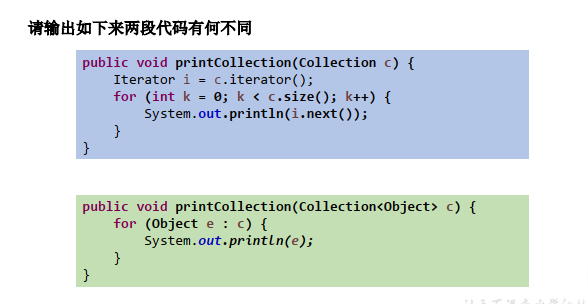 请输出如下来两段代码有何不同
public void printCollection(Collection c) {
    Iterator i = c.iterator();
    for (int k = 0; k < c.size(); k++) {
        System.out.println(i.next());
    }
}
public void printCollection(Collection<Object> c) {
    for (Object e : c) {
        System.out.println(e);
    }
}